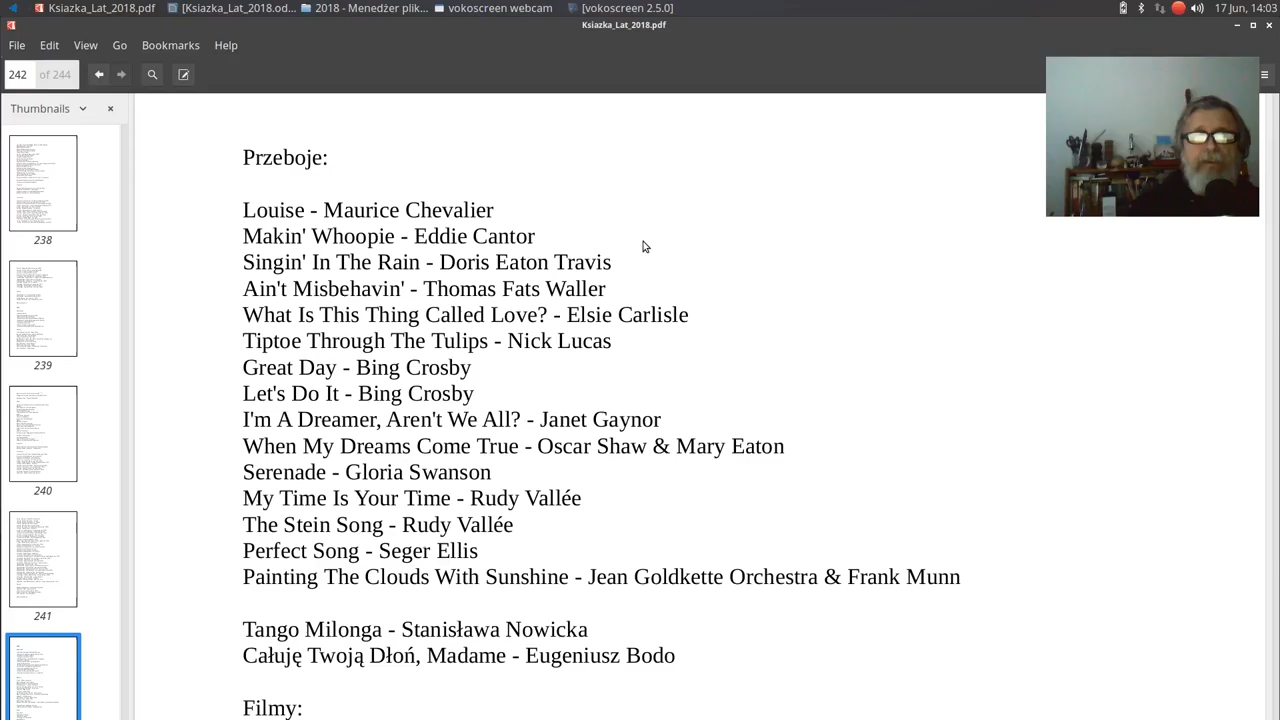 Ksiazka_Lat_2018.pdf
[Ksiazka_Lat_2018.od...
2018 - Menedżer plik...
vokoscreen webcam
[vokoscreen 2.5.0]
17 Jun, 14:03
Ksiazka_Lat_2018.pdf
File Edit View Go Bookmarks Help
242 of 244
Thumbnails
238
239
240
241
Przeboje:
Louise - Maurice Chevalier
Makin' Whoopie - Eddie Cantor
Singin' In The Rain - Doris Eaton Travis
Ain't Misbehavin' - Thomas Fats Waller
What Is This Thing Called Love? - Elsie Carlisle
Tiptoe Through The Tulips - Nick Lucas
Great Day - Bing Crosby
Let's Do It - Bing Crosby
I'm a Dreamer, Aren't We All? - Janet Gaynor
When My Dreams Come True - Oscar Shaw & Mary Eaton
Serenade - Gloria Swanson
My Time Is Your Time - Rudy Vallée
The Stein Song - Rudy Vallée
Perfect Song - Seger Ellis
Painting The Clouds With Sunshine - Jean Goldkette Orchestra & Frank Munn
Tango Milonga - Stanisława Nowicka
Całuję Twoją Dłoń, Madame - Eugeniusz Bodo
Filmy: